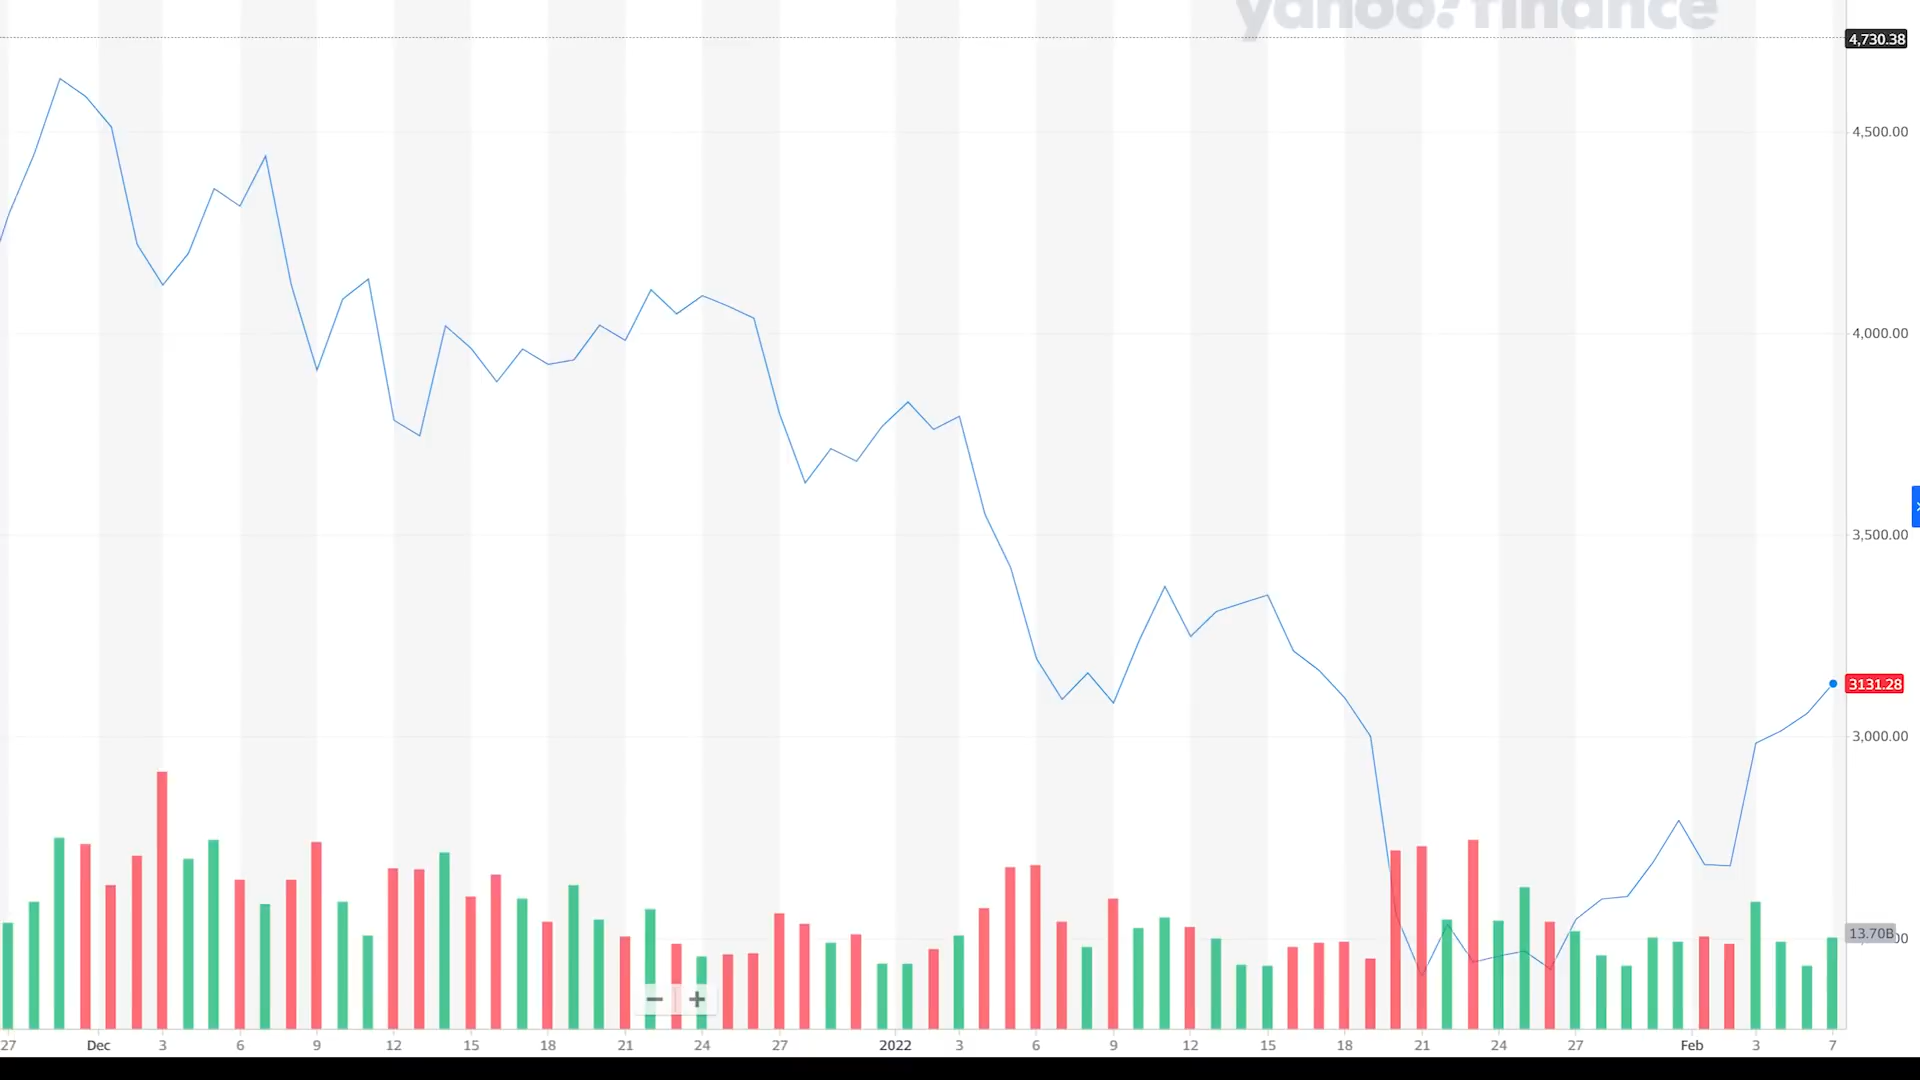 yahoo! finance
4,730.38
4,500.00
4,000.00
3,500.00
3131.28
3,000.00
13.70B
27 Dec 3 6 9 12 15 18 21 24 27 2022 3 6 9 12 15 18 21 24 27 Feb 3 7